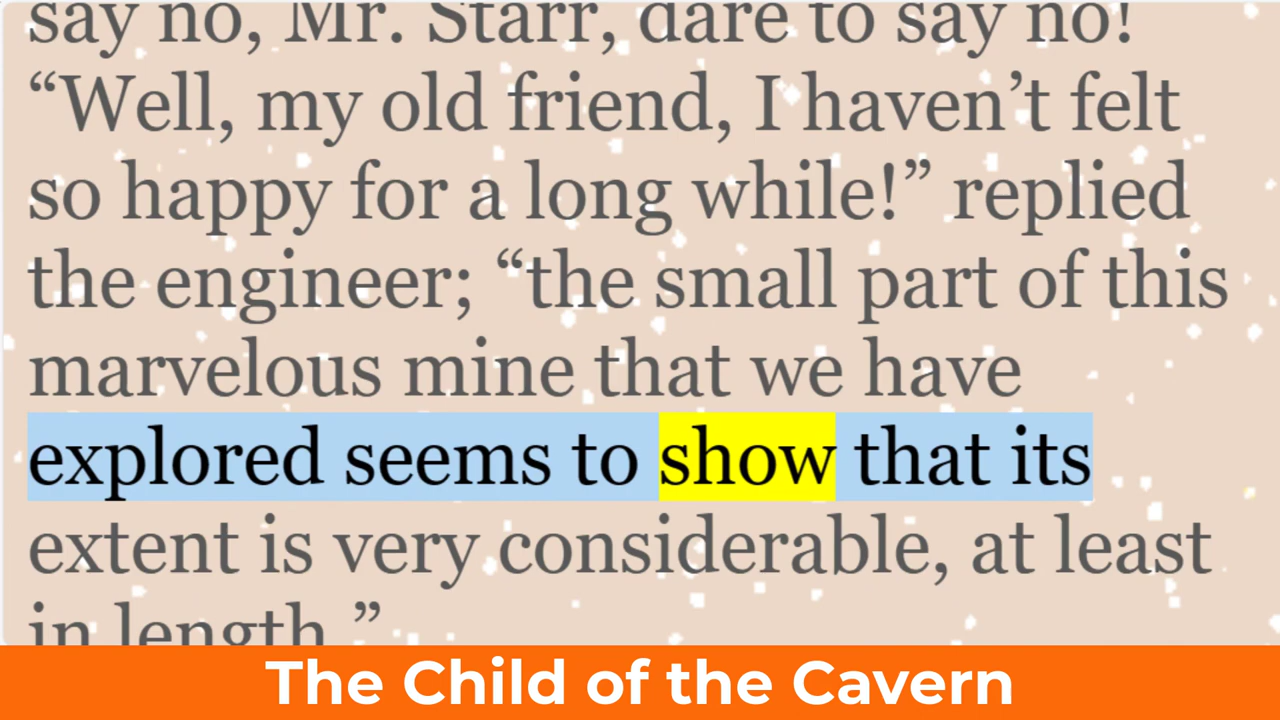 say no, Mr. Starr, dare to say no!
“Well, my old friend, I haven’t felt
so happy for a long while!” replied
the engineer; “the small part of this
marvelous mine that we have
explored seems to show that its
extent is very considerable, at least
in length.”
The Child of the Cavern